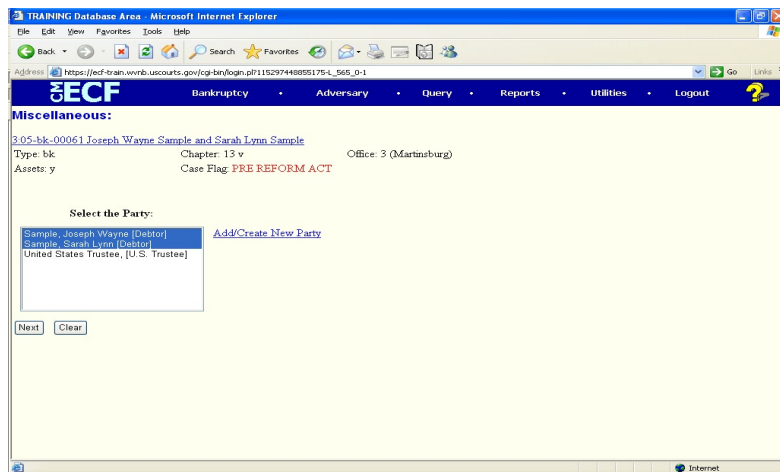 TRAINING Database Area - Microsoft Internet Explorer
File Edit View Favorites Tools Help
Back Search Favorites
Address https://ecf-train.wvnb.uscourts.gov/cgi-bin/login.pl?115297448855175-L_565_0-1 Go Links
CM ECF Bankruptcy • Adversary • Query • Reports • Utilities • Logout ?
Miscellaneous:
3:05-bk-00061 Joseph Wayne Sample and Sarah Lynn Sample
Type: bk Chapter: 13 v Office: 3 (Martinsburg)
Assets: y Case Flag: PRE REFORM ACT
Select the Party:
Sample, Joseph Wayne [Debtor] Add/Create New Party
Sample, Sarah Lynn [Debtor]
United States Trustee, [U.S. Trustee]
Next Clear
Internet